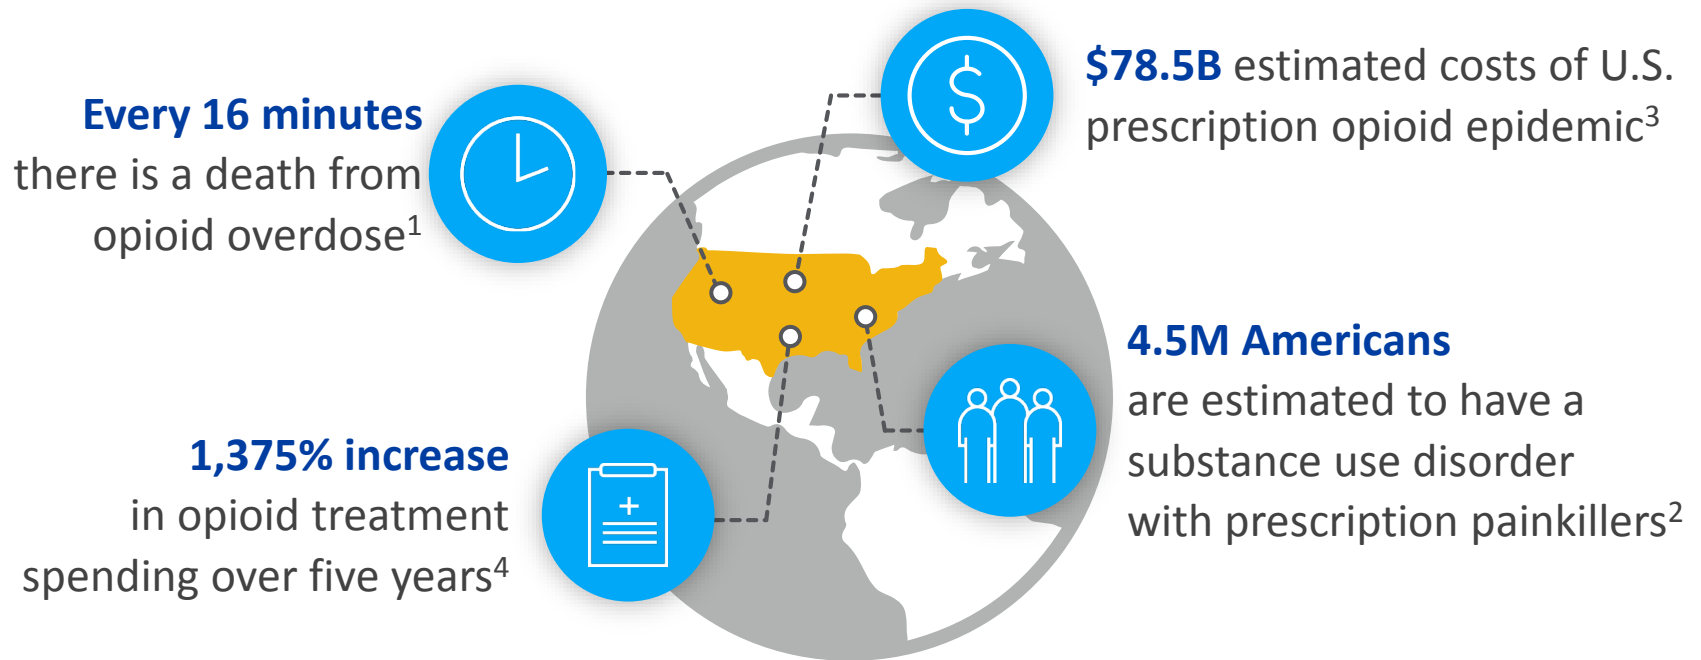 Every 16 minutes
there is a death from
opioid overdose1
$78.5B estimated costs of U.S.
prescription opioid epidemic3
4.5M Americans
are estimated to have a
substance use disorder
with prescription painkillers2
1,375% increase
in opioid treatment
spending over five years4